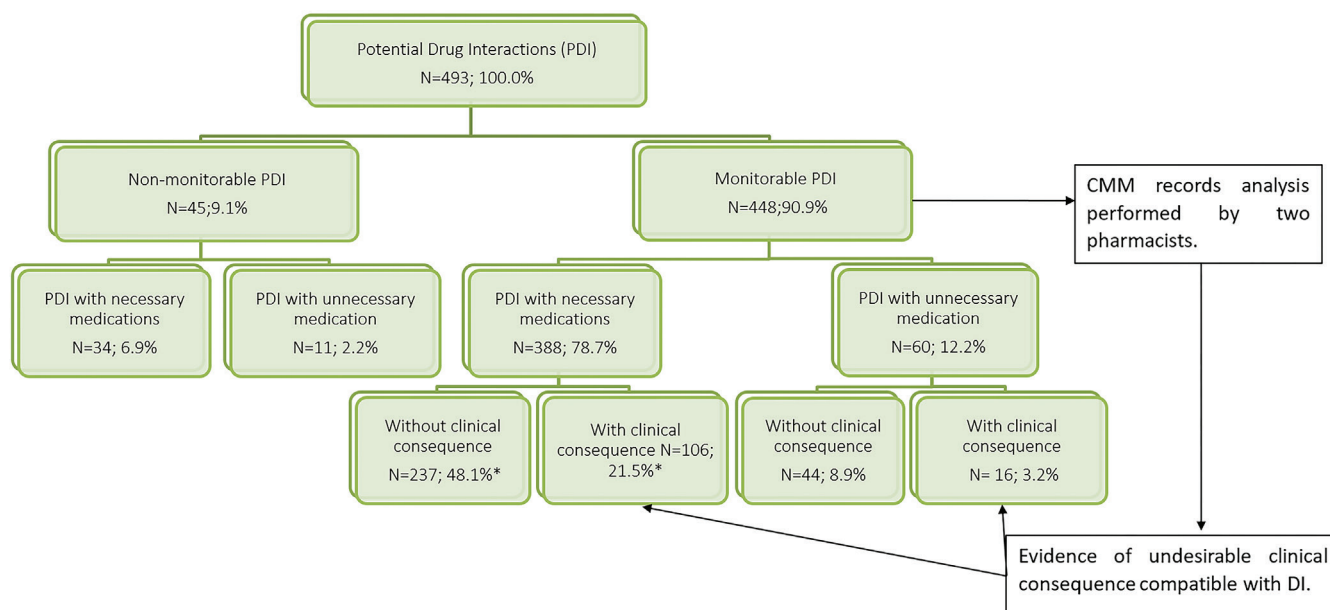 Potential Drug Interactions (PDI)
N=493; 100.0%
Non-monitorable PDI
N=45;9.1%
Monitorable PDI
N=448;90.9%
CMM records analysis
performed by two
pharmacists.
PDI with necessary
medications
N=34; 6.9%
PDI with unnecessary
medication
N=11; 2.2%
PDI with necessary
medications
N=388; 78.7%
PDI with unnecessary
medication
N=60; 12.2%
Without clinical
consequence
N=237; 48.1%*
With clinical
consequence N=106;
21.5%*
Without clinical
consequence
N=44; 8.9%
With clinical
consequence
N= 16; 3.2%
Evidence of undesirable clinical
consequence compatible with DI.